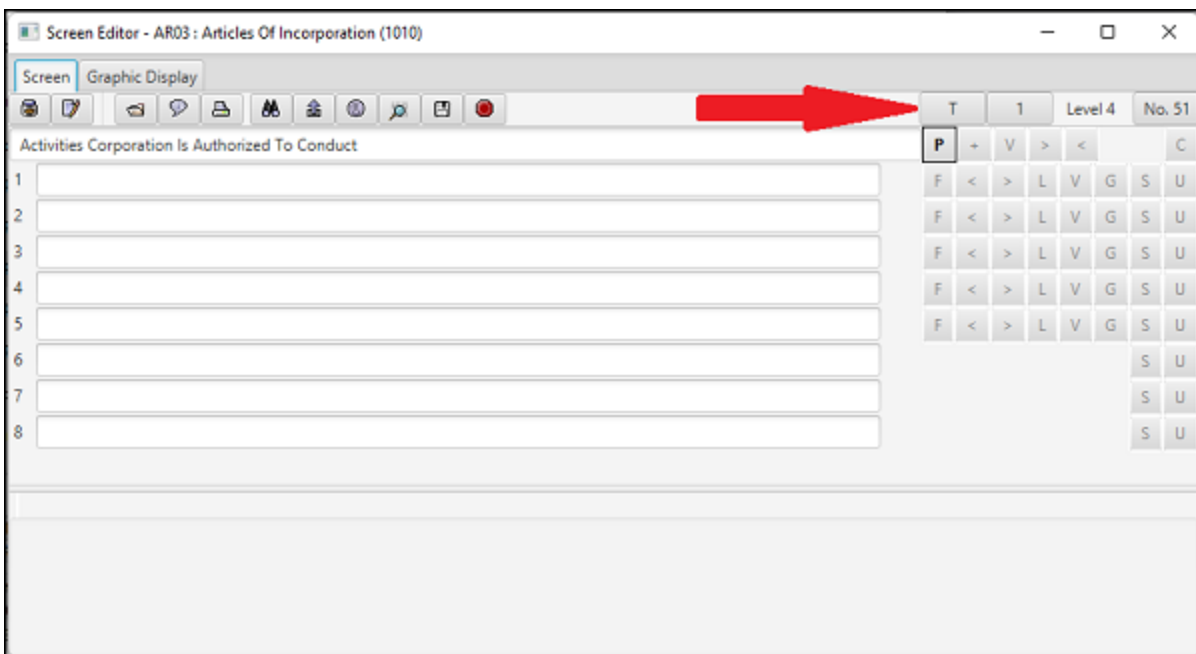 Screen Editor - AR03 : Articles Of Incorporation (1010)
Screen Graphic Display
T 1 Level 4 No. 51
Activities Corporation Is Authorized To Conduct P + V > < C
1 F < > L V G S U
2 F < > L V G S U
3 F < > L V G S U
4 F < > L V G S U
5 F < > L V G S U
6 S U
7 S U
8 S U